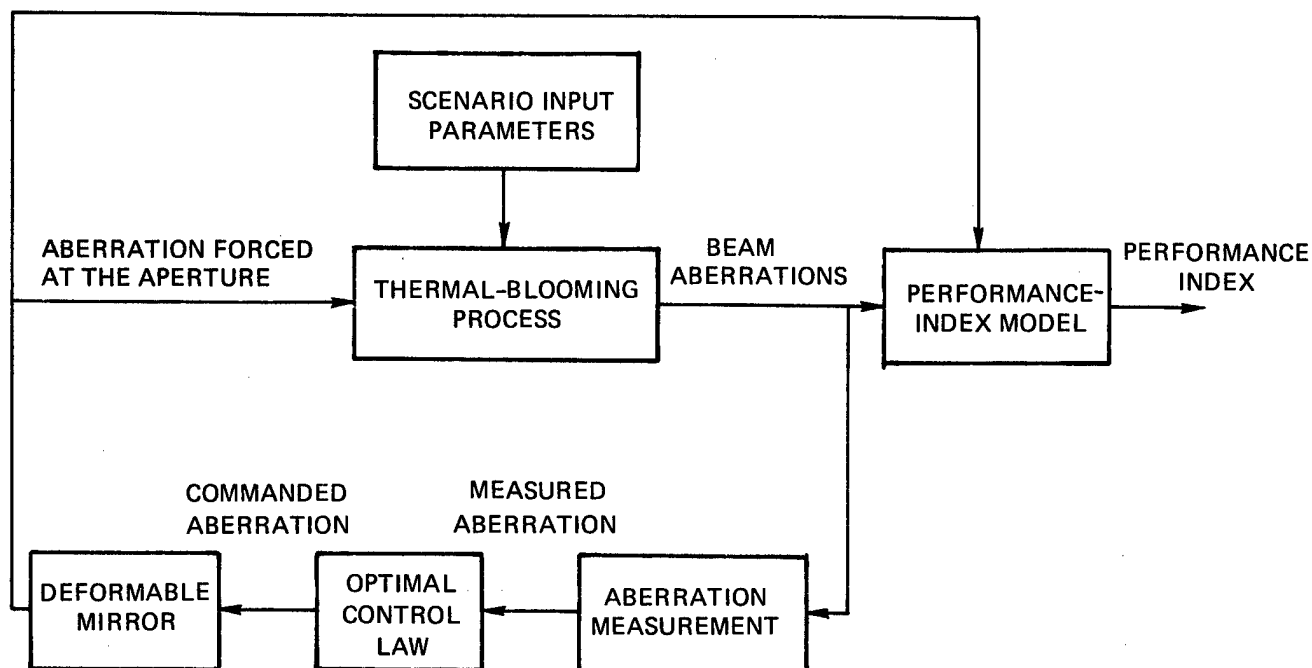 SCENARIO INPUT
PARAMETERS
ABERRATION FORCED
AT THE APERTURE
THERMAL-BLOOMING
PROCESS
BEAM
ABERRATIONS
PERFORMANCE-
INDEX MODEL
PERFORMANCE
INDEX
COMMANDED
ABERRATION
MEASURED
ABERRATION
DEFORMABLE
MIRROR
OPTIMAL
CONTROL
LAW
ABERRATION
MEASUREMENT